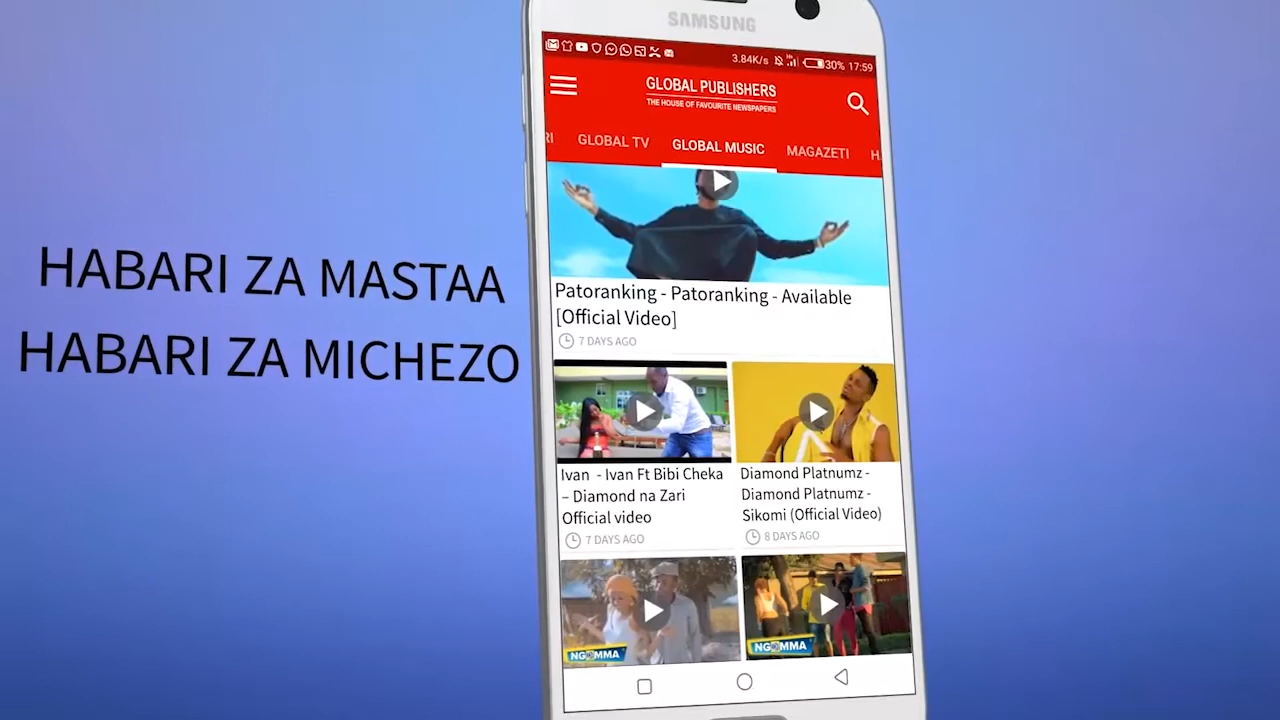 HABARI ZA MASTAA
HABARI ZA MICHEZO
SAMSUNG
3.84K/s 30% 17:59
GLOBAL PUBLISHERS
THE HOUSE OF FAVOURITE NEWSPAPERS
RI GLOBAL TV GLOBAL MUSIC MAGAZETI H
Patoranking - Patoranking - Available
[Official Video]
7 DAYS AGO
Ivan - Ivan Ft Bibi Cheka
– Diamond na Zari
Official video
7 DAYS AGO
Diamond Platnumz -
Diamond Platnumz -
Sikomi (Official Video)
8 DAYS AGO
NGOMMA
NGOMMA